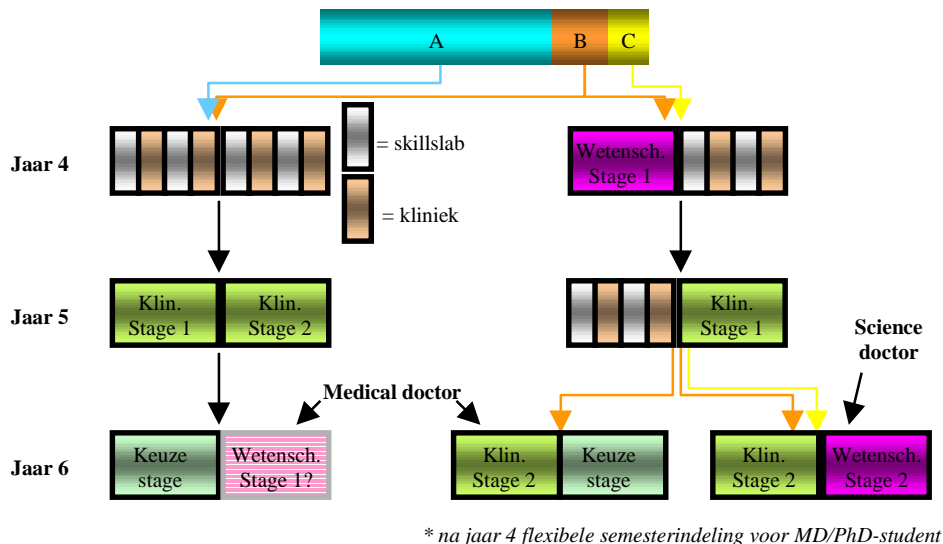 A B C
= skillslab
Jaar 4
Wetensch.
Stage 1
= kliniek
Jaar 5
Klin.
Stage 1
Klin.
Stage 2
Klin.
Stage 1
Science
doctor
Medical doctor
Jaar 6
Keuze
stage
Wetensch.
Stage 1?
Klin.
Stage 2
Keuze
stage
Klin.
Stage 2
Wetensch.
Stage 2
* na jaar 4 flexibele semesterindeling voor MD/PhD-student